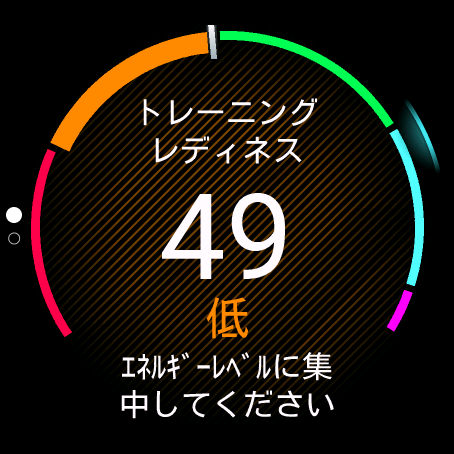 トレーニング
レディネス
49
低
ｴﾈﾙｷﾞｰﾚﾍﾞﾙに集
中してください